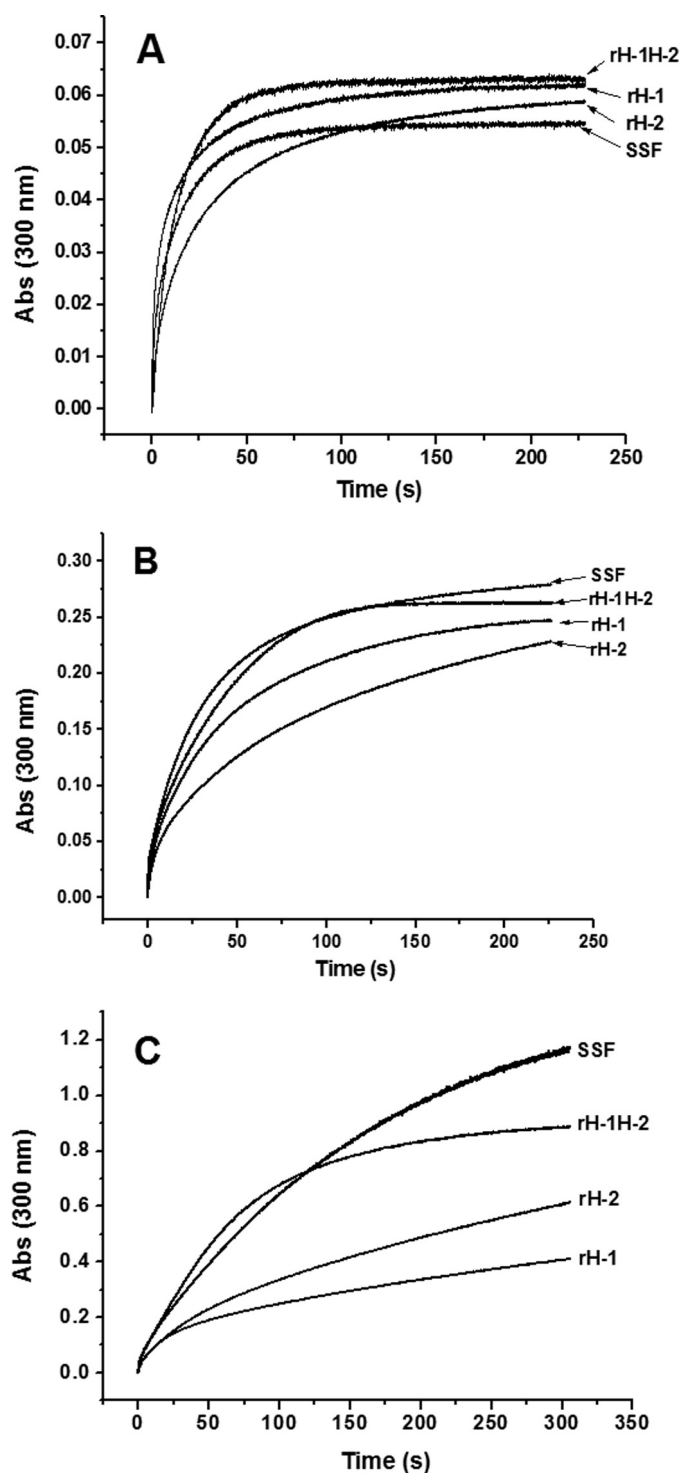 A
Abs (300 nm)
0.07
0.06
0.05
0.04
0.03
0.02
0.01
0.00
rH-1H-2
rH-1
rH-2
SSF
0 50 100 150 200 250
Time (s)
B
Abs (300 nm)
0.30
0.25
0.20
0.15
0.10
0.05
0.00
SSF
rH-1H-2
rH-1
rH-2
0 50 100 150 200 250
Time (s)
C
Abs (300 nm)
1.2
1.0
0.8
0.6
0.4
0.2
0.0
SSF
rH-1H-2
rH-2
rH-1
0 50 100 150 200 250 300 350
Time (s)